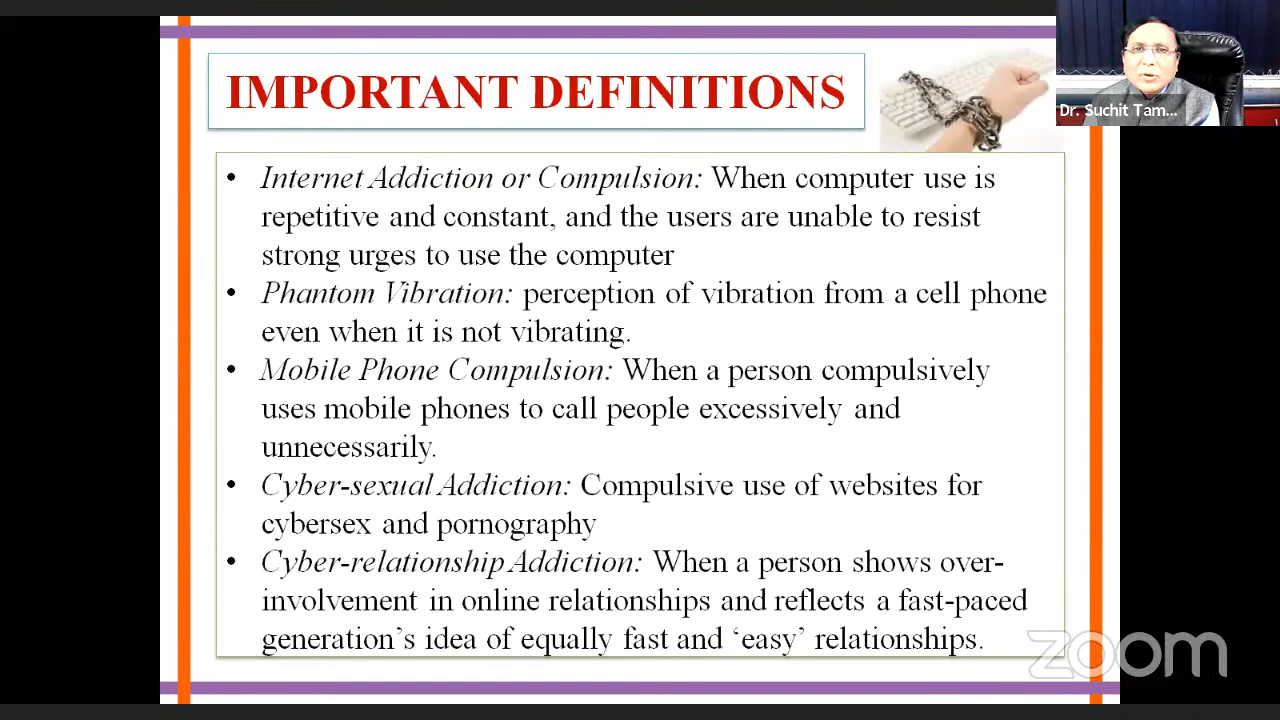 IMPORTANT DEFINITIONS
Dr. Suchit Tam...
• Internet Addiction or Compulsion: When computer use is
repetitive and constant, and the users are unable to resist
strong urges to use the computer
• Phantom Vibration: perception of vibration from a cell phone
even when it is not vibrating.
• Mobile Phone Compulsion: When a person compulsively
uses mobile phones to call people excessively and
unnecessarily.
• Cyber-sexual Addiction: Compulsive use of websites for
cybersex and pornography
• Cyber-relationship Addiction: When a person shows over-
involvement in online relationships and reflects a fast-paced
generation’s idea of equally fast and ‘easy’ relationships.
zoom